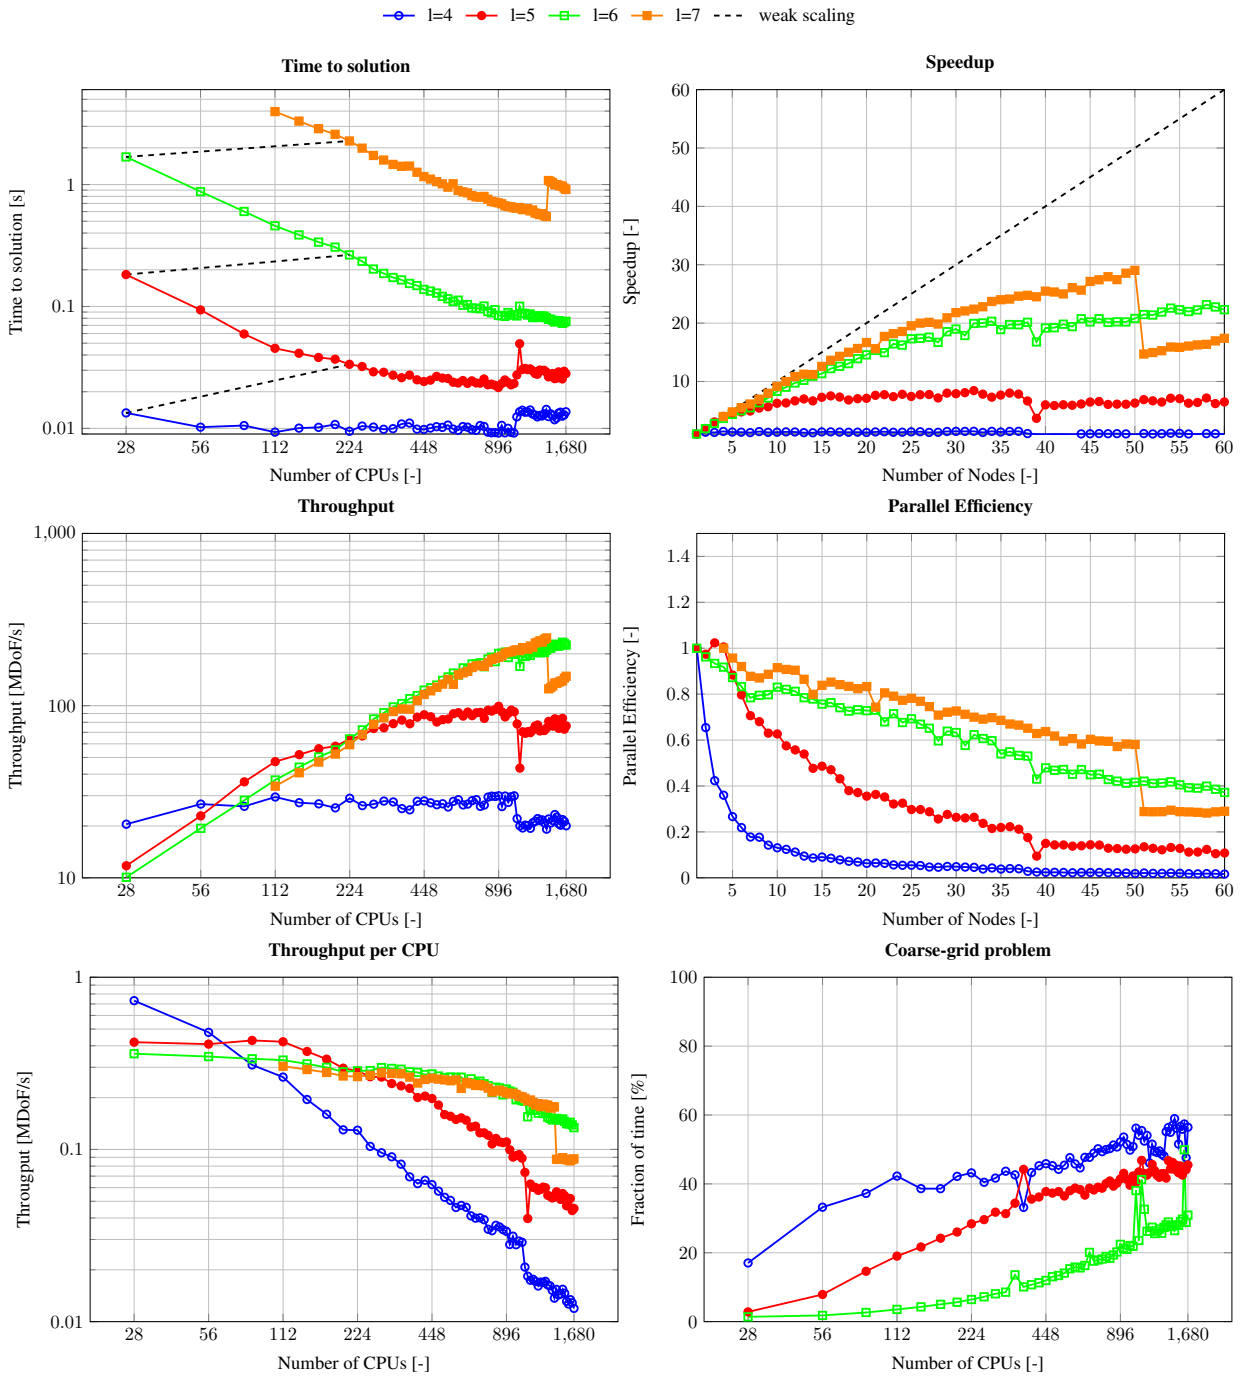 l=4 l=5 l=6 l=7 weak scaling
Time to solution
Time to solution [s]
1
0.1
0.01
28 56 112 224 448 896 1,680
Number of CPUs [-]
Speedup
Speedup [-]
60
50
40
30
20
10
5 10 15 20 25 30 35 40 45 50 55 60
Number of Nodes [-]
Throughput
Throughput [MDoF/s]
1,000
100
10
28 56 112 224 448 896 1,680
Number of CPUs [-]
Parallel Efficiency
Parallel Efficiency [-]
1.4
1.2
1
0.8
0.6
0.4
0.2
0
5 10 15 20 25 30 35 40 45 50 55 60
Number of Nodes [-]
Throughput per CPU
Througput [MDoF/s]
1
0.1
0.01
28 56 112 224 448 896 1,680
Number of CPUs [-]
Coarse-grid problem
Fraction of time [%]
100
80
60
40
20
0
28 56 112 224 448 896 1,680
Number of CPUs [-]